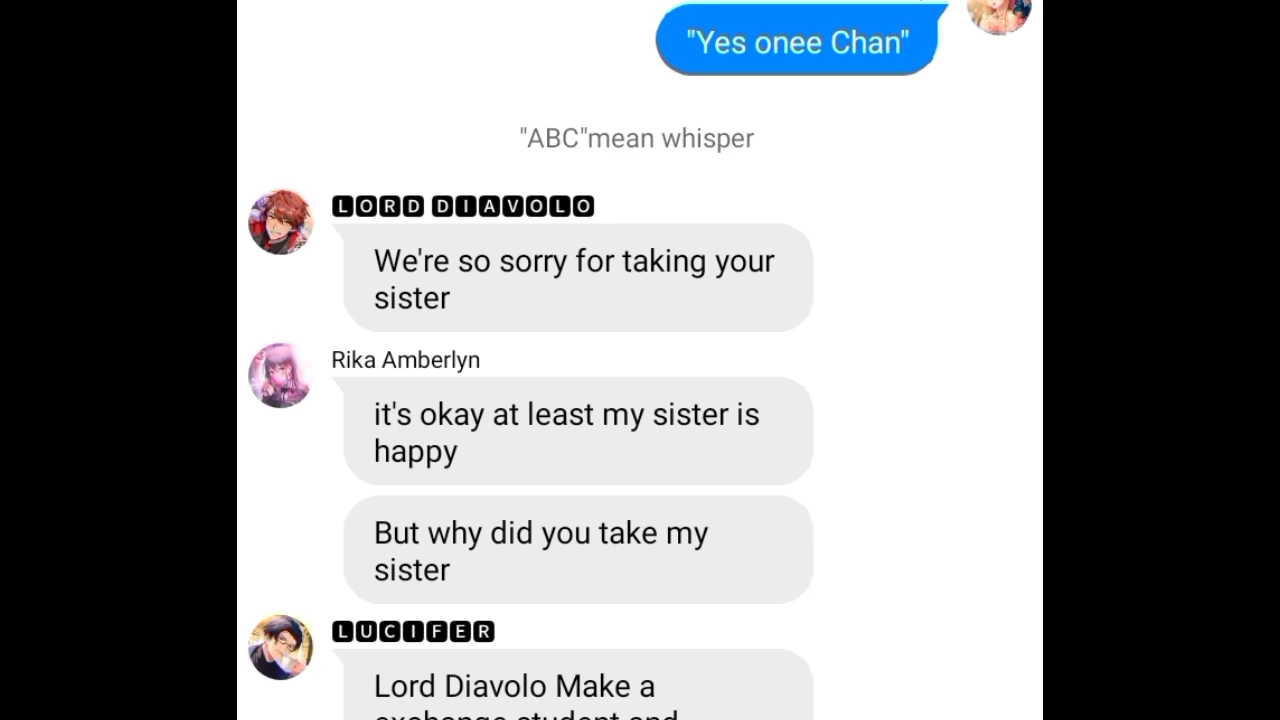 "Yes onee Chan"
"ABC"mean whisper
LORD DIAVOLO
We're so sorry for taking your
sister
Rika Amberlyn
it's okay at least my sister is
happy
But why did you take my
sister
LUCIFER
Lord Diavolo Make a
exchange student and